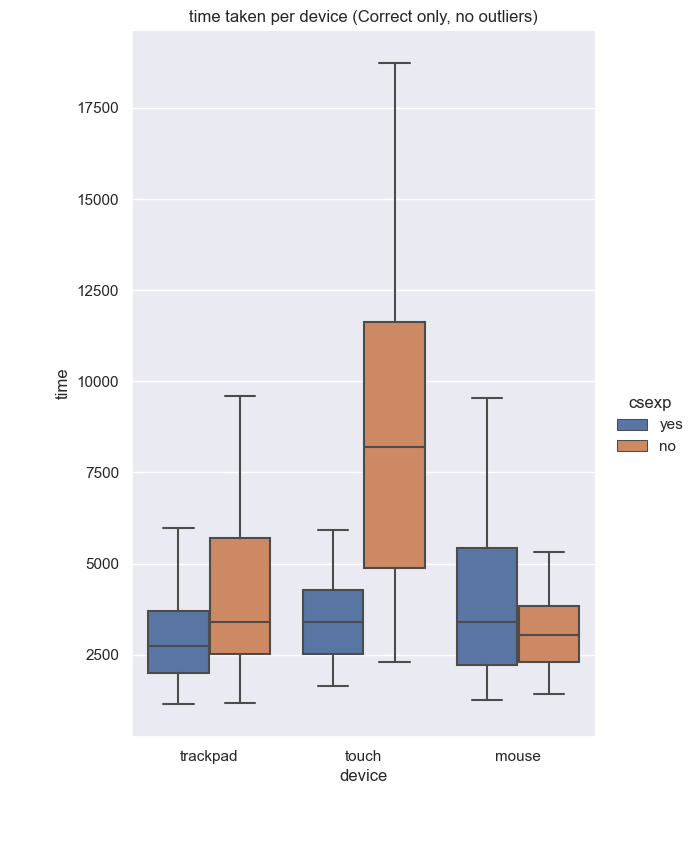 time taken per device (Correct only, no outliers)
17500
15000
12500
10000
7500
5000
2500
time
trackpad touch mouse
device
csexp
yes
no